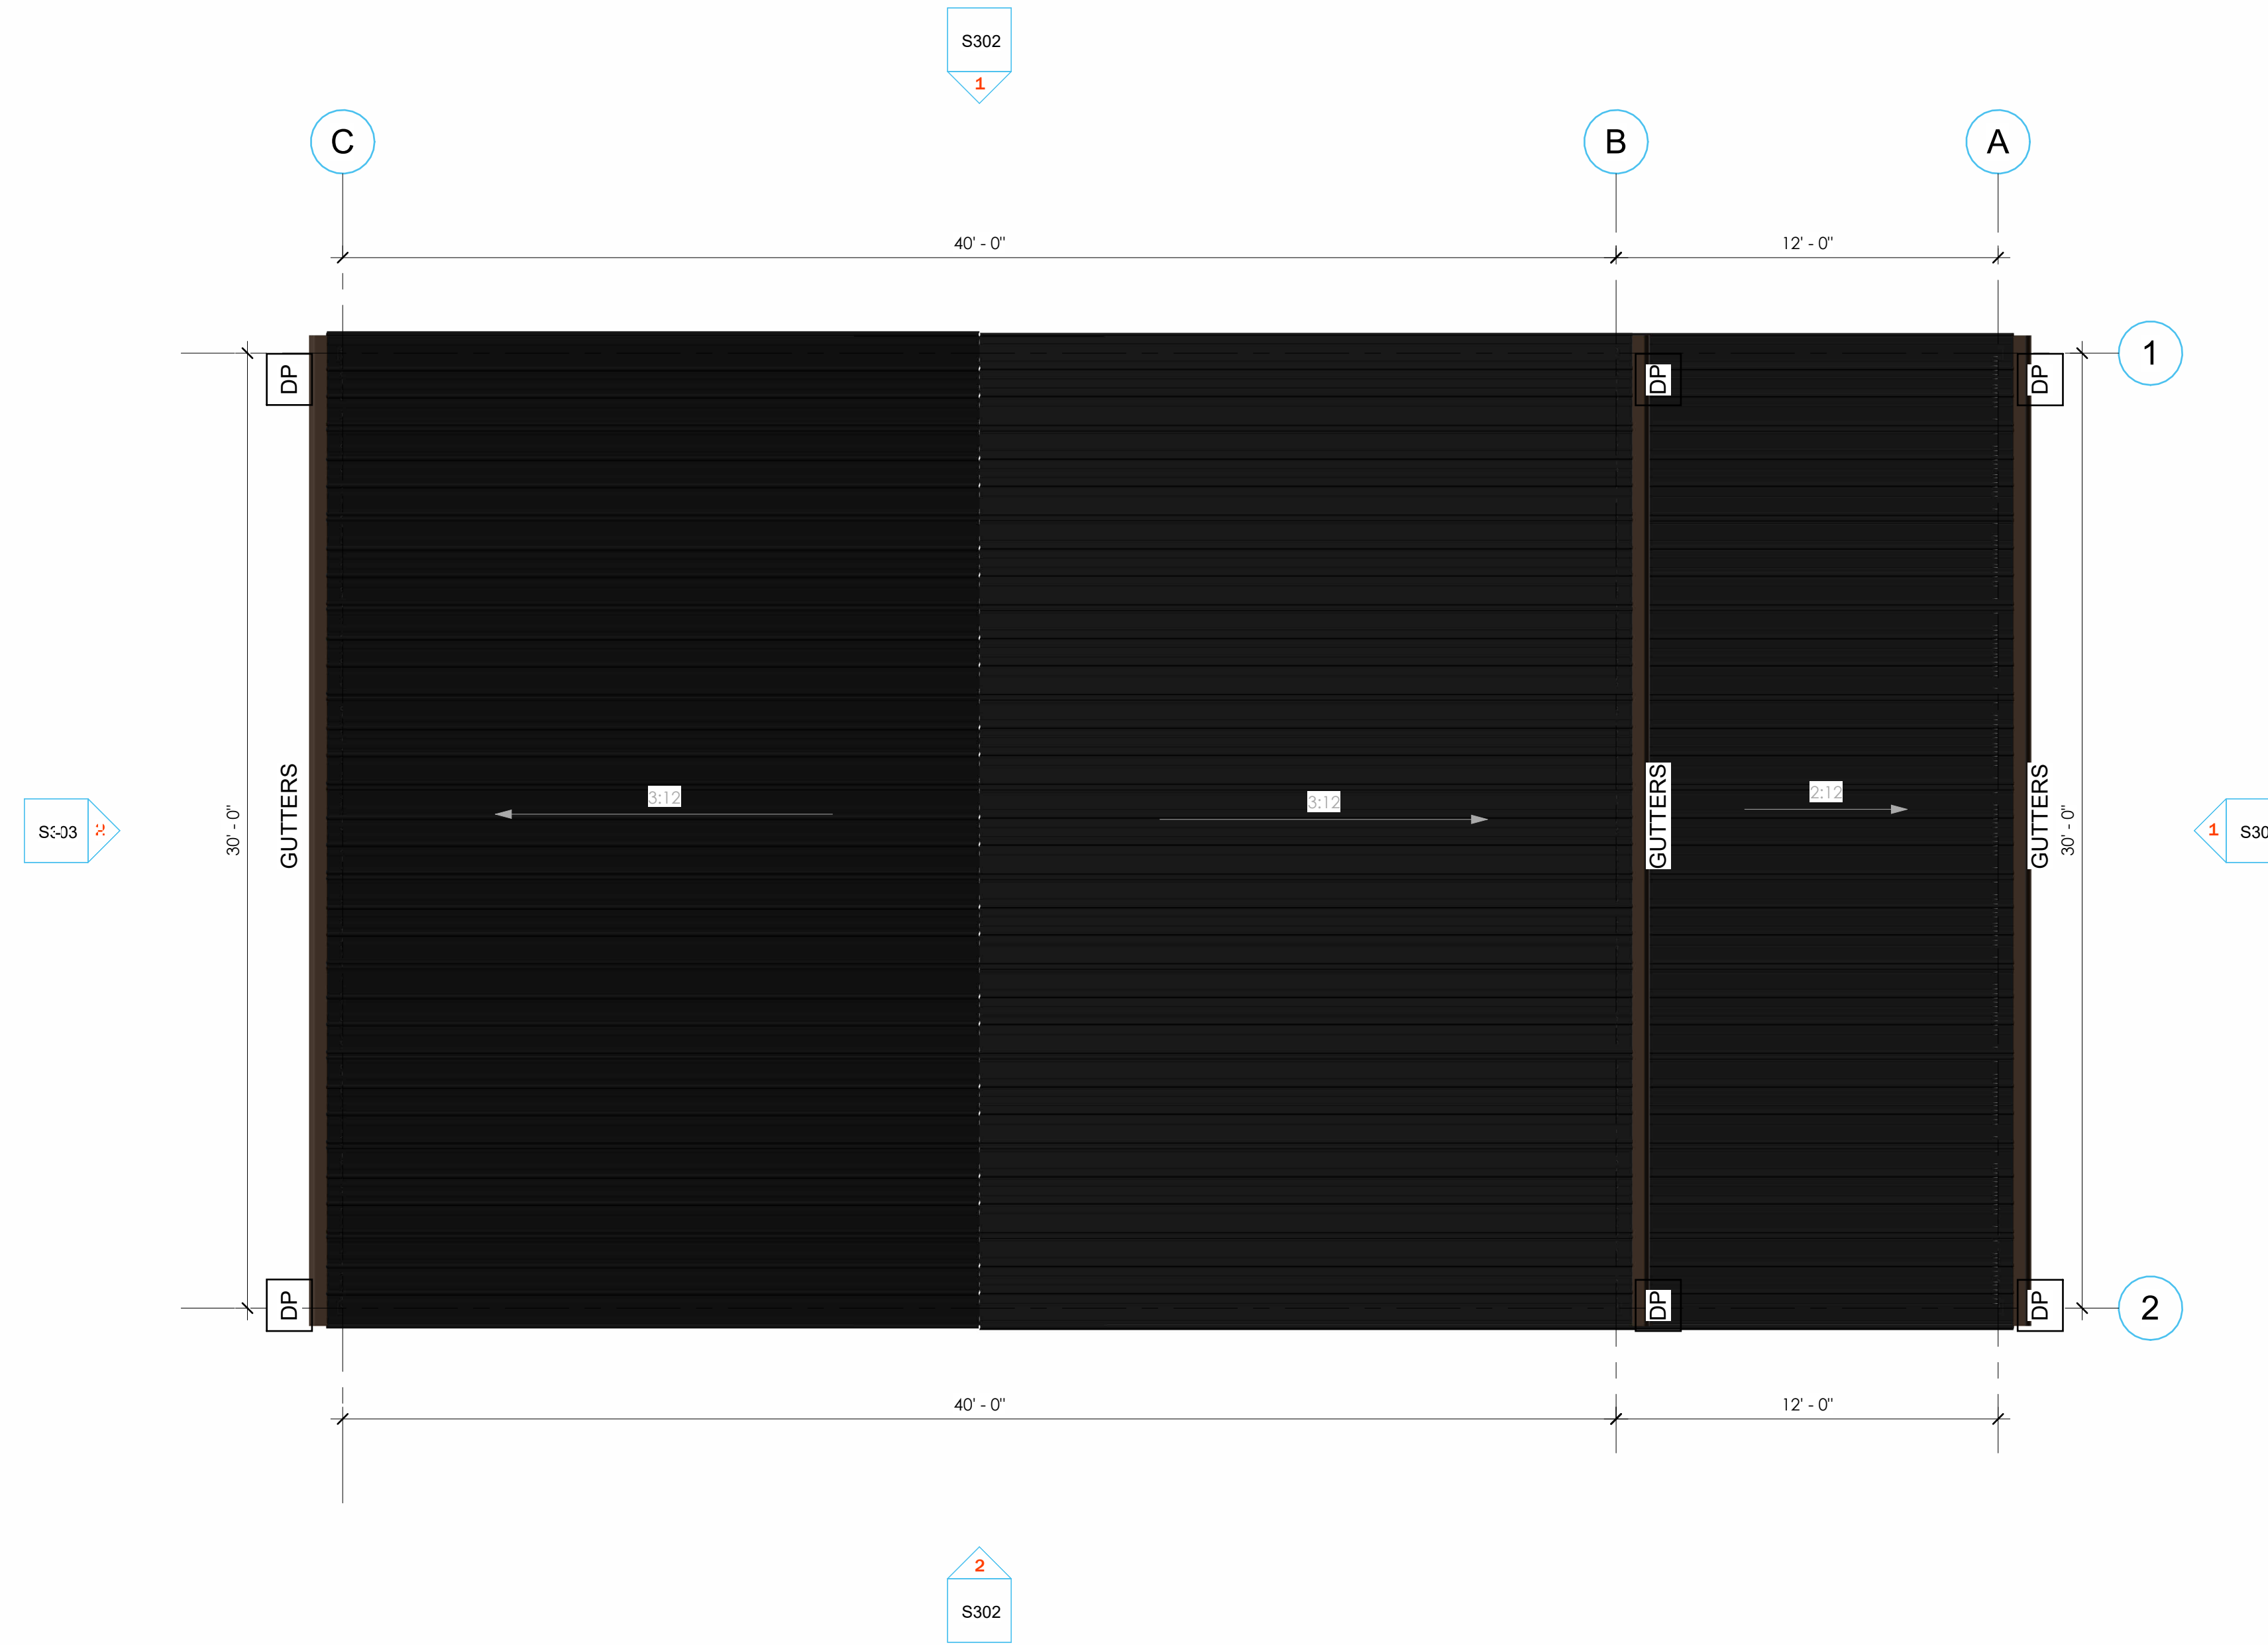 S302
1
C
B
A
40' - 0"
12' - 0"
1
DP
DP
DP
3:12
3:12
2:12
GUTTERS
GUTTERS
GUTTERS
30' - 0"
30' - 0"
1
DP
DP
DP
2
40' - 0"
12' - 0"
2
S302